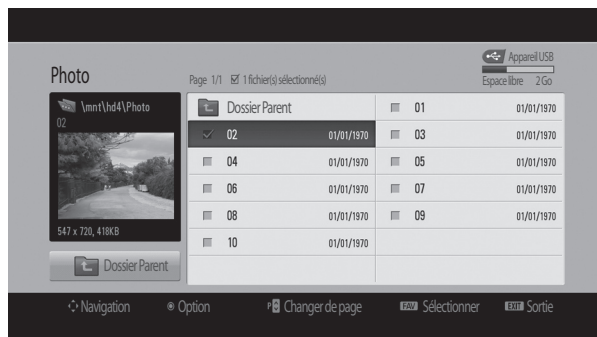 Appareil USB
Photo
Page 1/1 1 fichier(s) sélectionné(s)
Espace libre 2Go
\mnt\hd4\Photo
02
547 x 720, 418KB
Dossier Parent
Dossier Parent
01 01/01/1970
02 01/01/1970
03 01/01/1970
04 01/01/1970
05 01/01/1970
06 01/01/1970
07 01/01/1970
08 01/01/1970
09 01/01/1970
10 01/01/1970
Navigation Option P Changer de page FAV Sélectionner EXIT Sortie